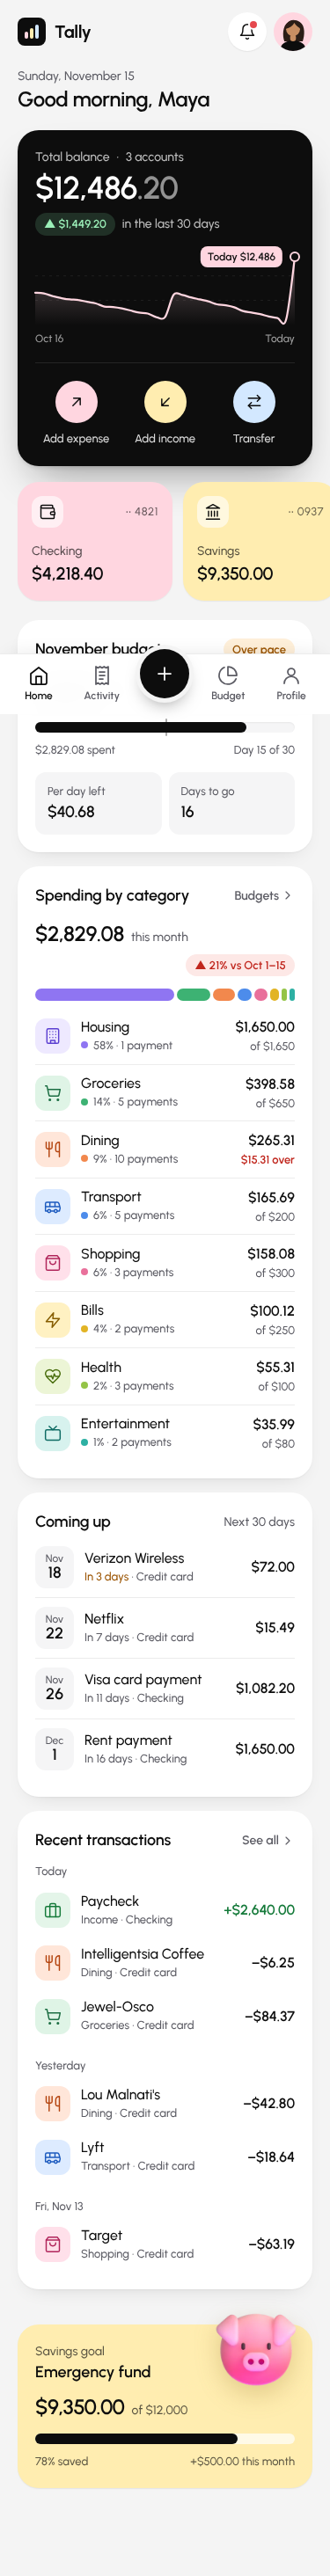 Tally
Sunday, November 15
Good morning, Maya
Total balance · 3 accounts
$12,486.20
▲ $1,449.20 in the last 30 days
Today $12,486
Oct 16 Today
Add expense Add income Transfer
·· 4821
Checking
$4,218.40
·· 0937
Savings
$9,350.00
November budget Over pace
Home Activity Budget Profile
$2,829.08 spent Day 15 of 30
Per day left
$40.68
Days to go
16
Spending by category Budgets
$2,829.08 this month
▲ 21% vs Oct 1–15
Housing $1,650.00
58% · 1 payment of $1,650
Groceries $398.58
14% · 5 payments of $650
Dining $265.31
9% · 10 payments $15.31 over
Transport $165.69
6% · 5 payments of $200
Shopping $158.08
6% · 3 payments of $300
Bills $100.12
4% · 2 payments of $250
Health $55.31
2% · 3 payments of $100
Entertainment $35.99
1% · 2 payments of $80
Coming up Next 30 days
Nov
18
Verizon Wireless
In 3 days · Credit card
$72.00
Nov
22
Netflix
In 7 days · Credit card
$15.49
Nov
26
Visa card payment
In 11 days · Checking
$1,082.20
Dec
1
Rent payment
In 16 days · Checking
$1,650.00
Recent transactions See all
Today
Paycheck
Income · Checking
+$2,640.00
Intelligentsia Coffee
Dining · Credit card
−$6.25
Jewel-Osco
Groceries · Credit card
−$84.37
Yesterday
Lou Malnati's
Dining · Credit card
−$42.80
Lyft
Transport · Credit card
−$18.64
Fri, Nov 13
Target
Shopping · Credit card
−$63.19
Savings goal
Emergency fund
$9,350.00 of $12,000
78% saved +$500.00 this month